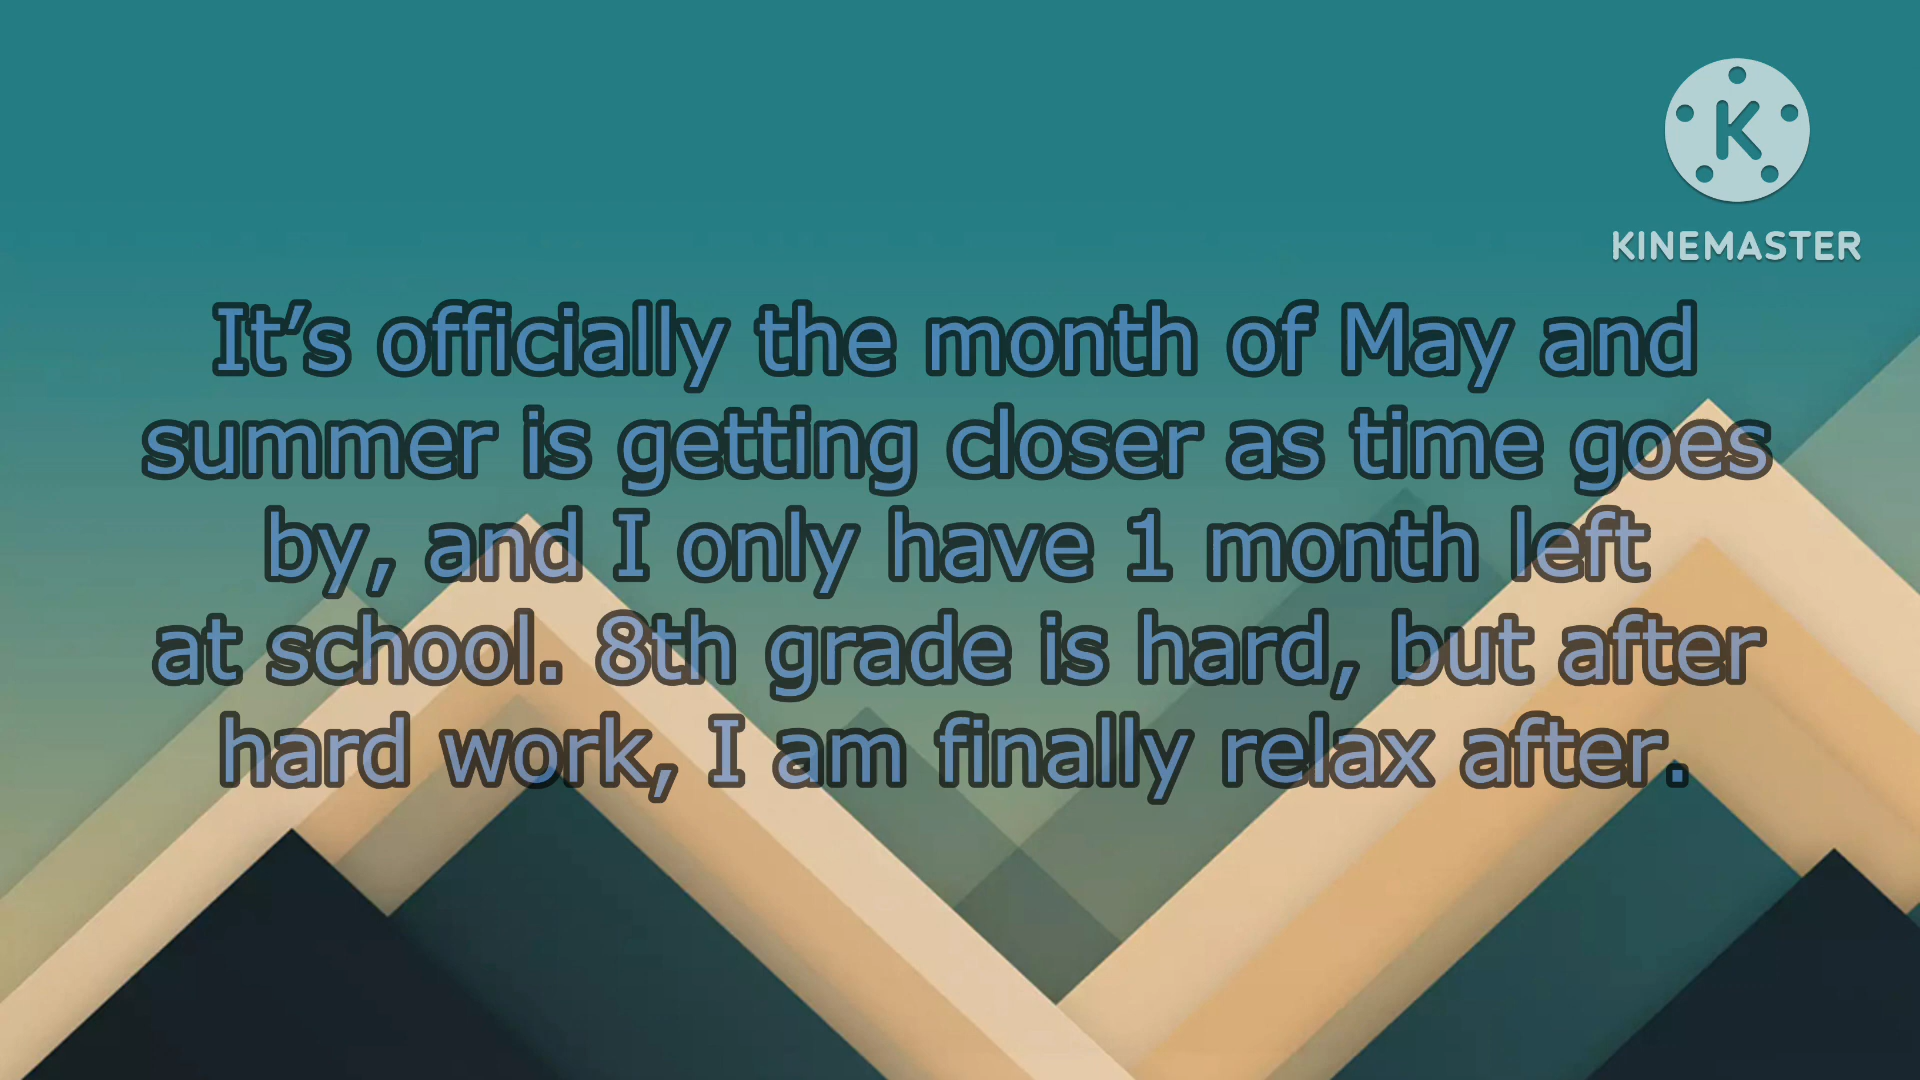 K
KINEMASTER
It’s officially the month of May and
summer is getting closer as time goes
by, and I only have 1 month left
at school. 8th grade is hard, but after
hard work, I am finally relax after.